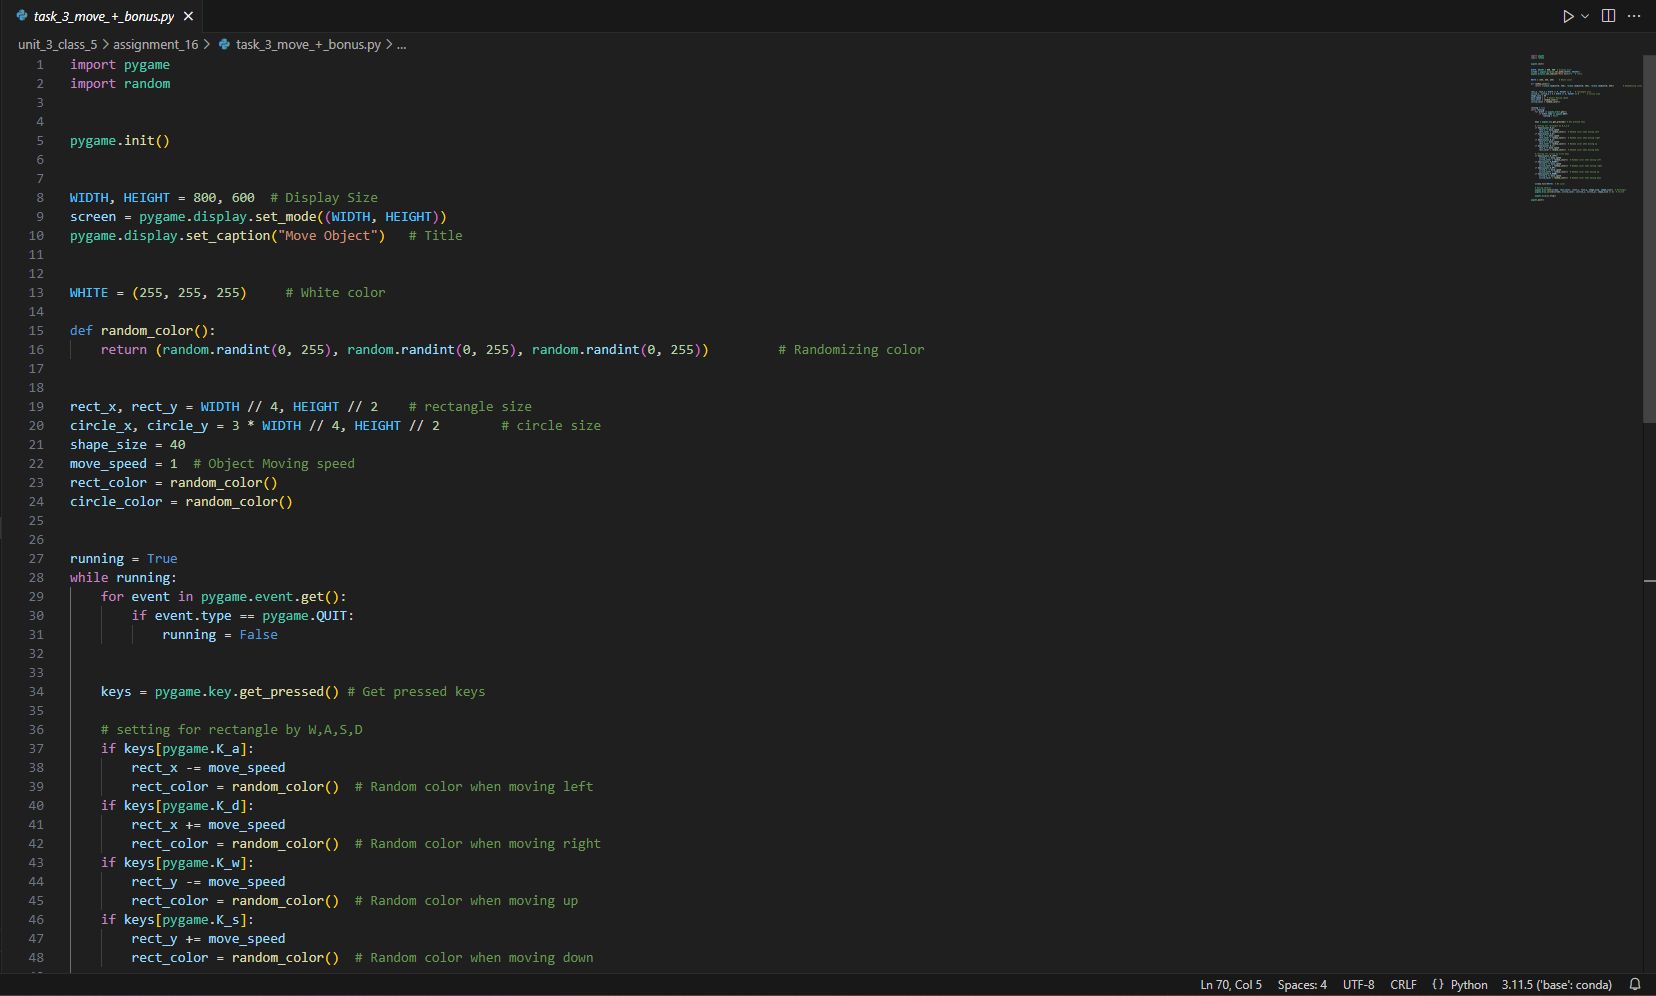 task_3_move_+_bonus.py
unit_3_class_5 > assignment_16 > task_3_move_+_bonus.py > ...
1 import pygame
2 import random
3
4
5 pygame.init()
6
7
8 WIDTH, HEIGHT = 800, 600  # Display Size
9 screen = pygame.display.set_mode((WIDTH, HEIGHT))
10 pygame.display.set_caption("Move Object")   # Title
11
12
13 WHITE = (255, 255, 255)     # White color
14
15 def random_color():
16     return (random.randint(0, 255), random.randint(0, 255), random.randint(0, 255))         # Randomizing color
17
18
19 rect_x, rect_y = WIDTH // 4, HEIGHT // 2    # rectangle size
20 circle_x, circle_y = 3 * WIDTH // 4, HEIGHT // 2        # circle size
21 shape_size = 40
22 move_speed = 1  # Object Moving speed
23 rect_color = random_color()
24 circle_color = random_color()
25
26
27 running = True
28 while running:
29     for event in pygame.event.get():
30         if event.type == pygame.QUIT:
31             running = False
32
33
34     keys = pygame.key.get_pressed() # Get pressed keys
35
36     # setting for rectangle by W,A,S,D
37     if keys[pygame.K_a]:
38         rect_x -= move_speed
39         rect_color = random_color()  # Random color when moving left
40     if keys[pygame.K_d]:
41         rect_x += move_speed
42         rect_color = random_color()  # Random color when moving right
43     if keys[pygame.K_w]:
44         rect_y -= move_speed
45         rect_color = random_color()  # Random color when moving up
46     if keys[pygame.K_s]:
47         rect_y += move_speed
48         rect_color = random_color()  # Random color when moving down
Ln 70, Col 5 Spaces: 4 UTF-8 CRLF {} Python 3.11.5 ('base': conda)